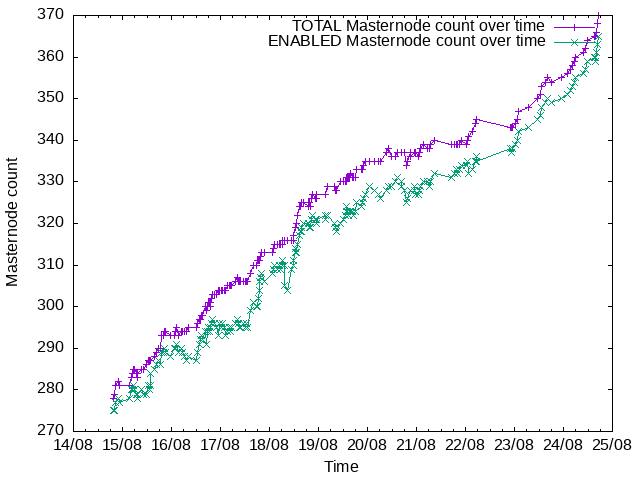 TOTAL Masternode count over time
ENABLED Masternode count over time
Masternode count
370
360
350
340
330
320
310
300
290
280
270
14/08 15/08 16/08 17/08 18/08 19/08 20/08 21/08 22/08 23/08 24/08 25/08
Time